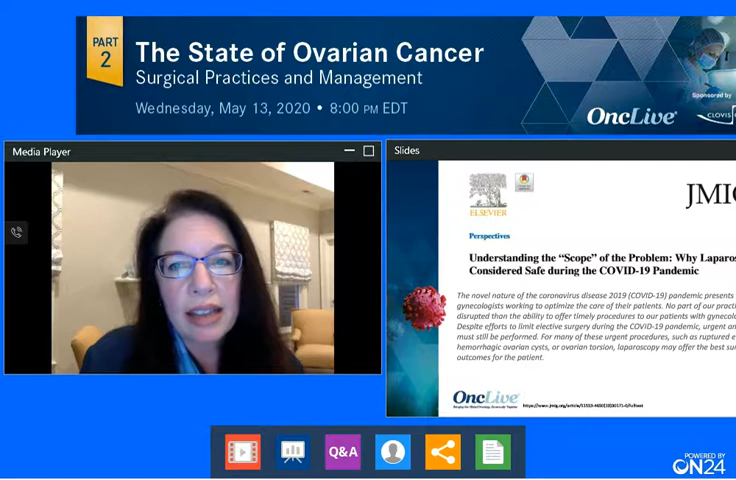 PART
2
The State of Ovarian Cancer
Surgical Practices and Management
Wednesday, May 13, 2020 • 8:00 PM EDT
Sponsored by
OncLive
CLOVIS
Media Player
Slides
ELSEVIER
JMIG
Perspectives
Understanding the “Scope” of the Problem: Why Laparos
Considered Safe during the COVID-19 Pandemic
The novel nature of the coronavirus disease 2019 (COVID-19) pandemic presents
gynecologists working to optimize the care of their patients. No part of our practi
disrupted than the ability to offer timely procedures to our patients with gynecolo
Despite efforts to limit elective surgery during the COVID-19 pandemic, urgent an
must still be performed. For many of these urgent procedures, such as ruptured e
hemorrhagic ovarian cysts, or ovarian torsion, laparoscopy may offer the best sur
outcomes for the patient.
OncLive
Q&A
POWERED BY
ON24